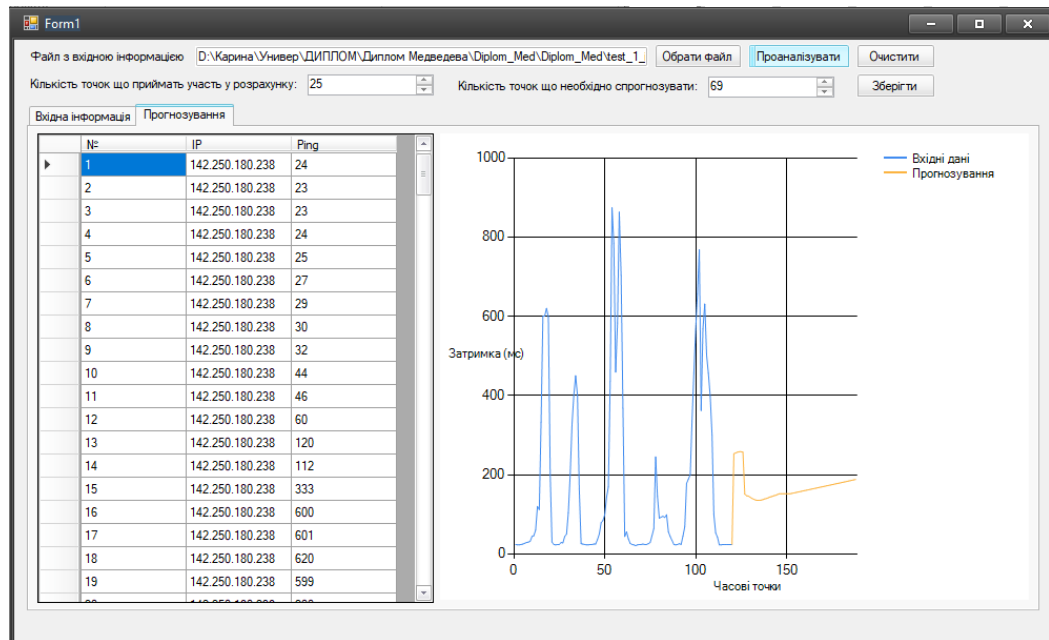 Form1
Файл з вхідною інформацією D:\Карина\Универ\ДИПЛОМ\Диплом Медведева\Diplom_Med\Diplom_Med\test_1_ Обрати файл Проаналізувати Очистити
Кількість точок що приймать участь у розрахунку: 25 Кількість точок що необхідно спрогнозувати: 69 Зберігти
Вхідна інформація Прогнозування
№ IP Ping
1 142.250.180.238 24
2 142.250.180.238 23
3 142.250.180.238 23
4 142.250.180.238 24
5 142.250.180.238 25
6 142.250.180.238 27
7 142.250.180.238 29
8 142.250.180.238 30
9 142.250.180.238 32
10 142.250.180.238 44
11 142.250.180.238 46
12 142.250.180.238 60
13 142.250.180.238 120
14 142.250.180.238 112
15 142.250.180.238 333
16 142.250.180.238 600
17 142.250.180.238 601
18 142.250.180.238 620
19 142.250.180.238 599
1000
800
600
Затримка (мс)
400
200
0
0 50 100 150
Часові точки
Вхідні дані
Прогнозування